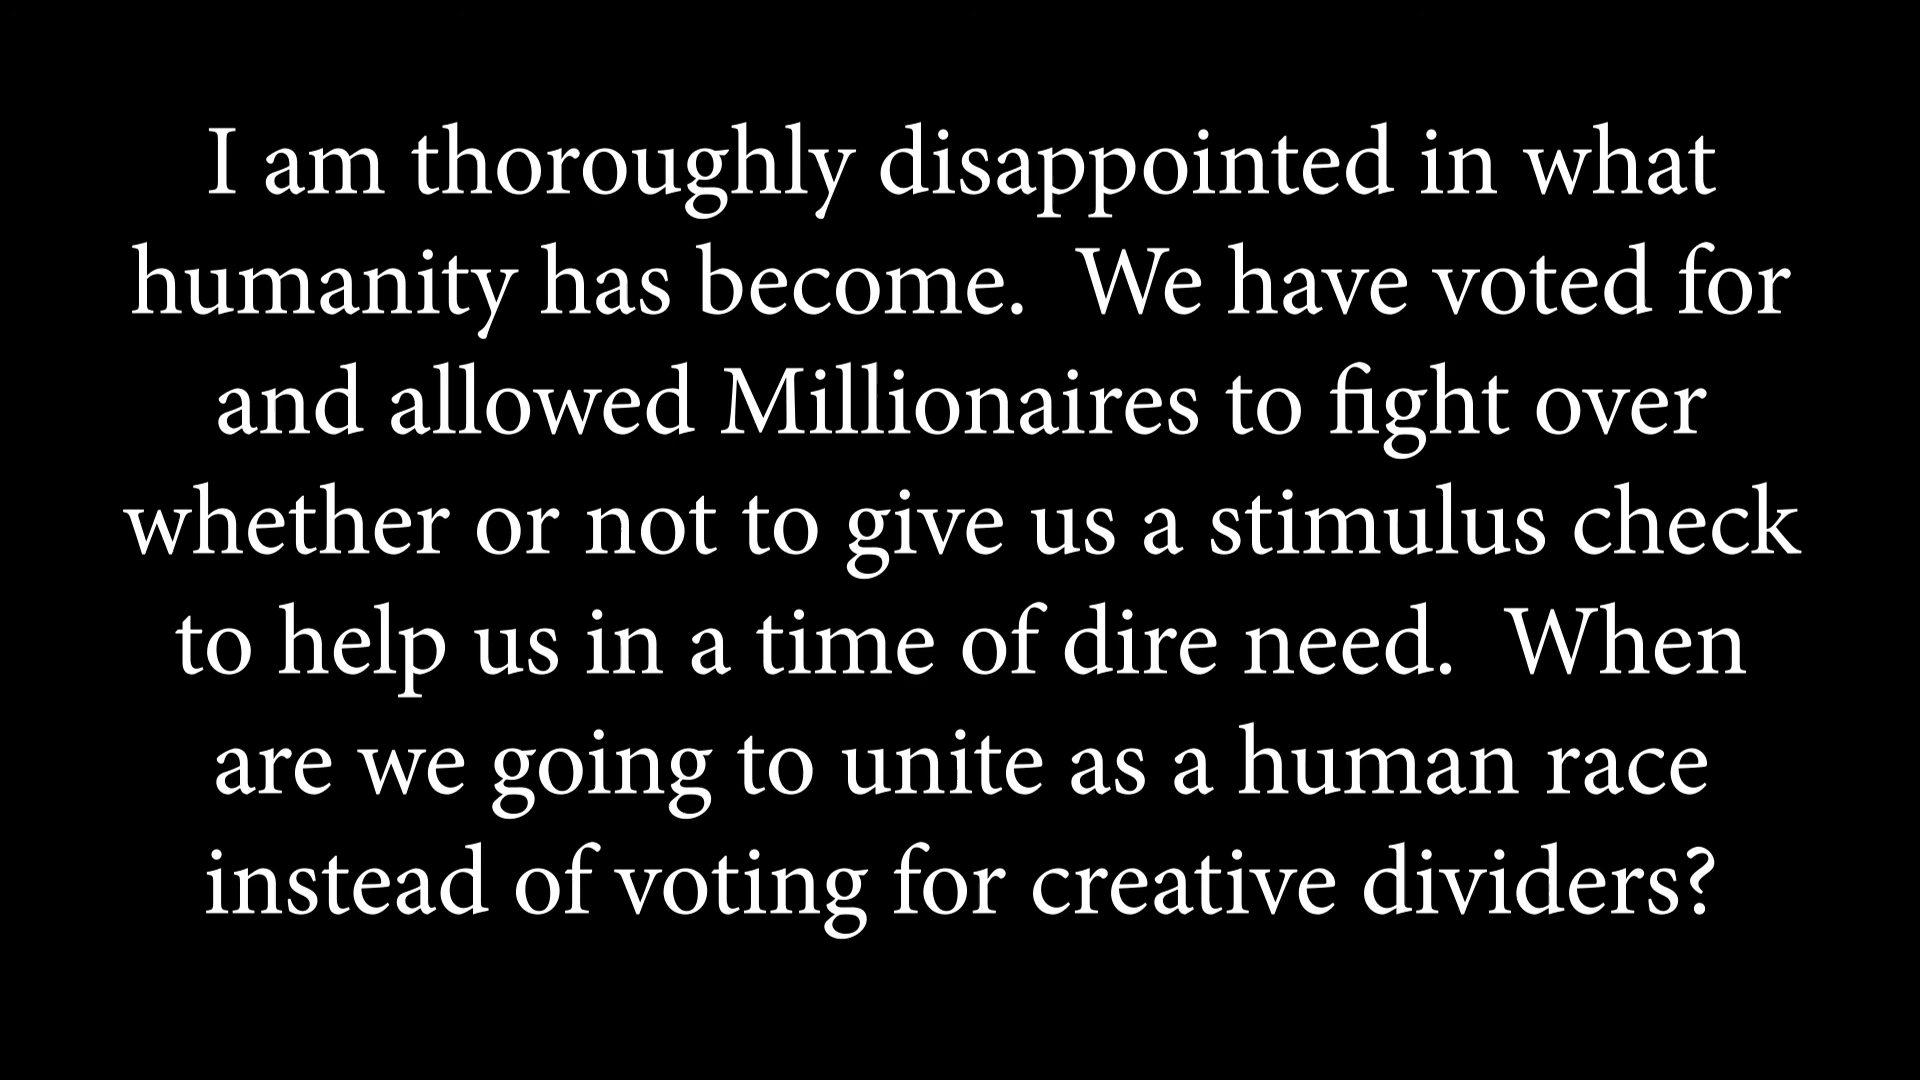 I am thoroughly disappointed in what
humanity has become.  We have voted for
and allowed Millionaires to fight over
whether or not to give us a stimulus check
to help us in a time of dire need.  When
are we going to unite as a human race
instead of voting for creative dividers?